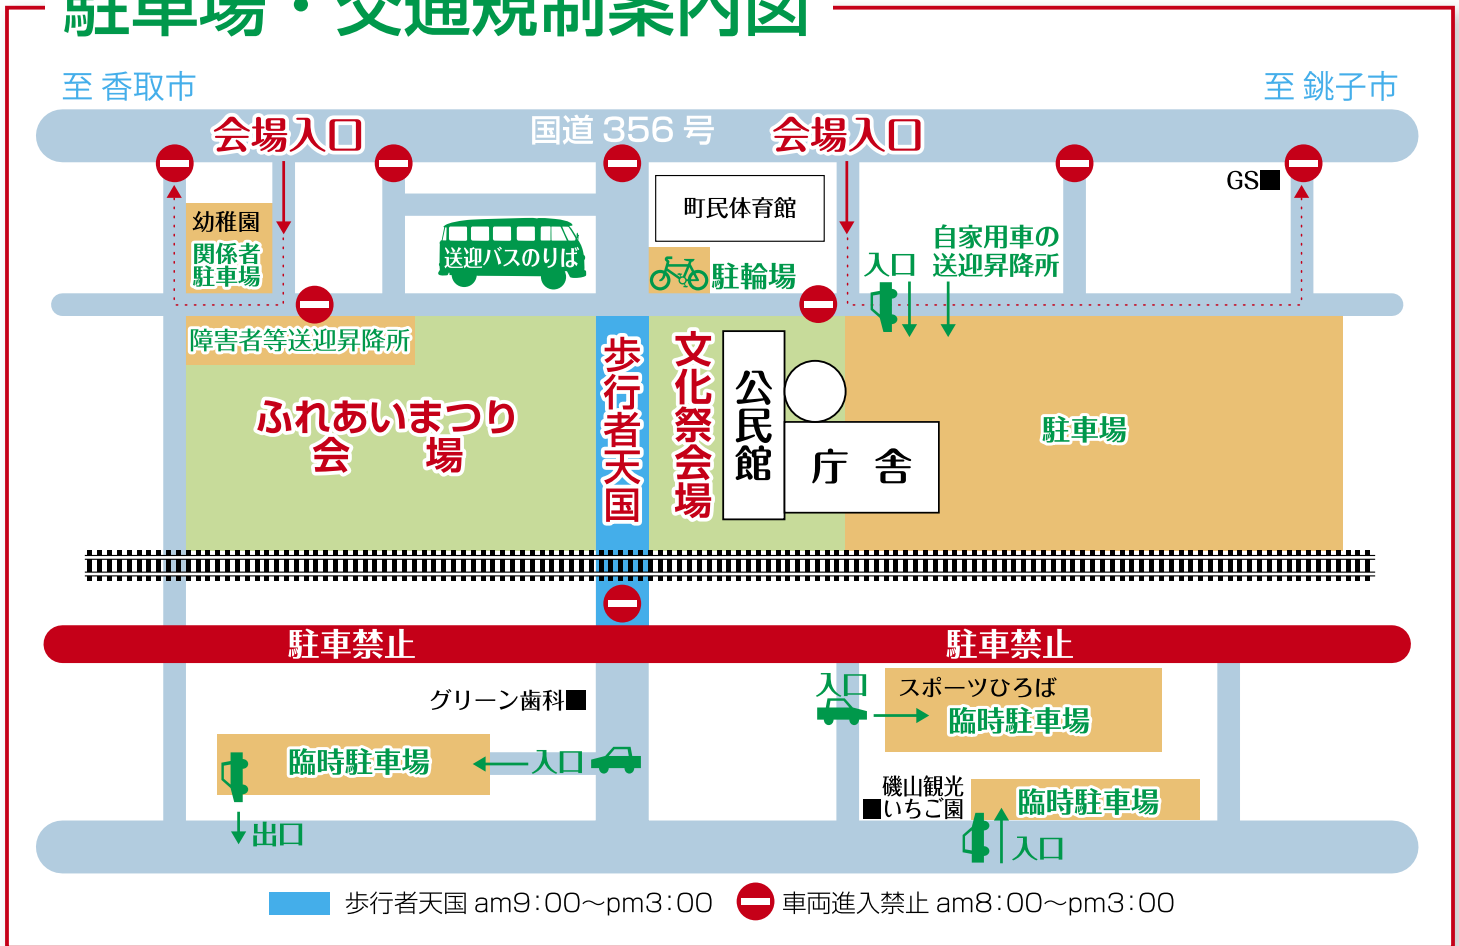 駐車場・交通規制案内図
至 香取市
至 銚子市
会場入口
国道 356 号
会場入口
GS■
町民体育館
幼稚園
関係者
駐車場
送迎バスのりば
駐輪場
入口
自家用車の
送迎昇降所
障害者等送迎昇降所
ふれあいまつり
会　　場
歩行者天国
文化祭会場
公民館
庁 舎
駐車場
駐車禁止
駐車禁止
グリーン歯科■
入口
スポーツひろば
臨時駐車場
臨時駐車場
入口
出口
磯山観光
■いちご園
臨時駐車場
入口
歩行者天国 am9：00～pm3：00
車両進入禁止 am8：00～pm3：00